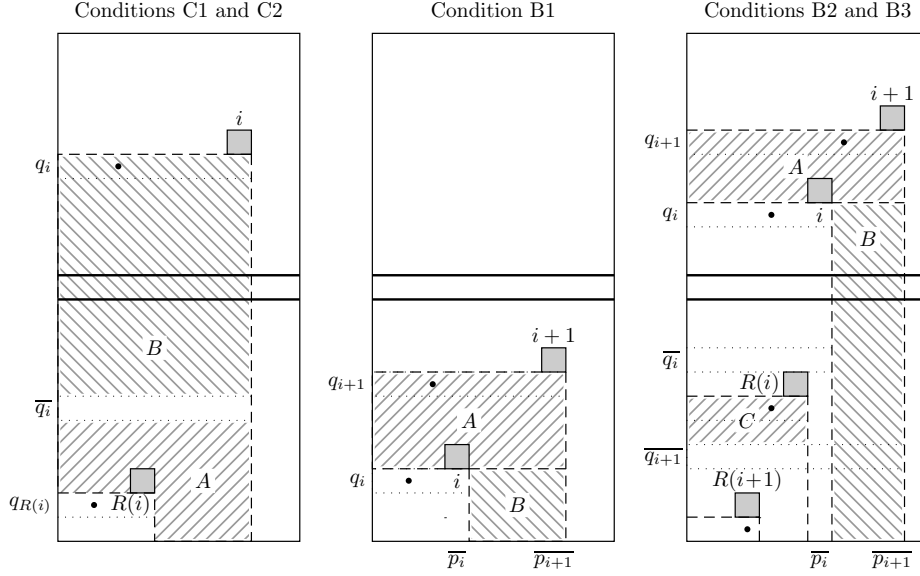 Conditions C1 and C2
i
q_i
B
\overline{q_i}
A
q_{R(i)}
R(i)
Condition B1
i + 1
q_{i+1}
A
q_i
i
B
\overline{p_i}
\overline{p_{i+1}}
Conditions B2 and B3
i + 1
q_{i+1}
A
q_i
i
B
\overline{q_i}
R(i)
C
\overline{q_{i+1}}
R(i+1)
\overline{p_i}
\overline{p_{i+1}}